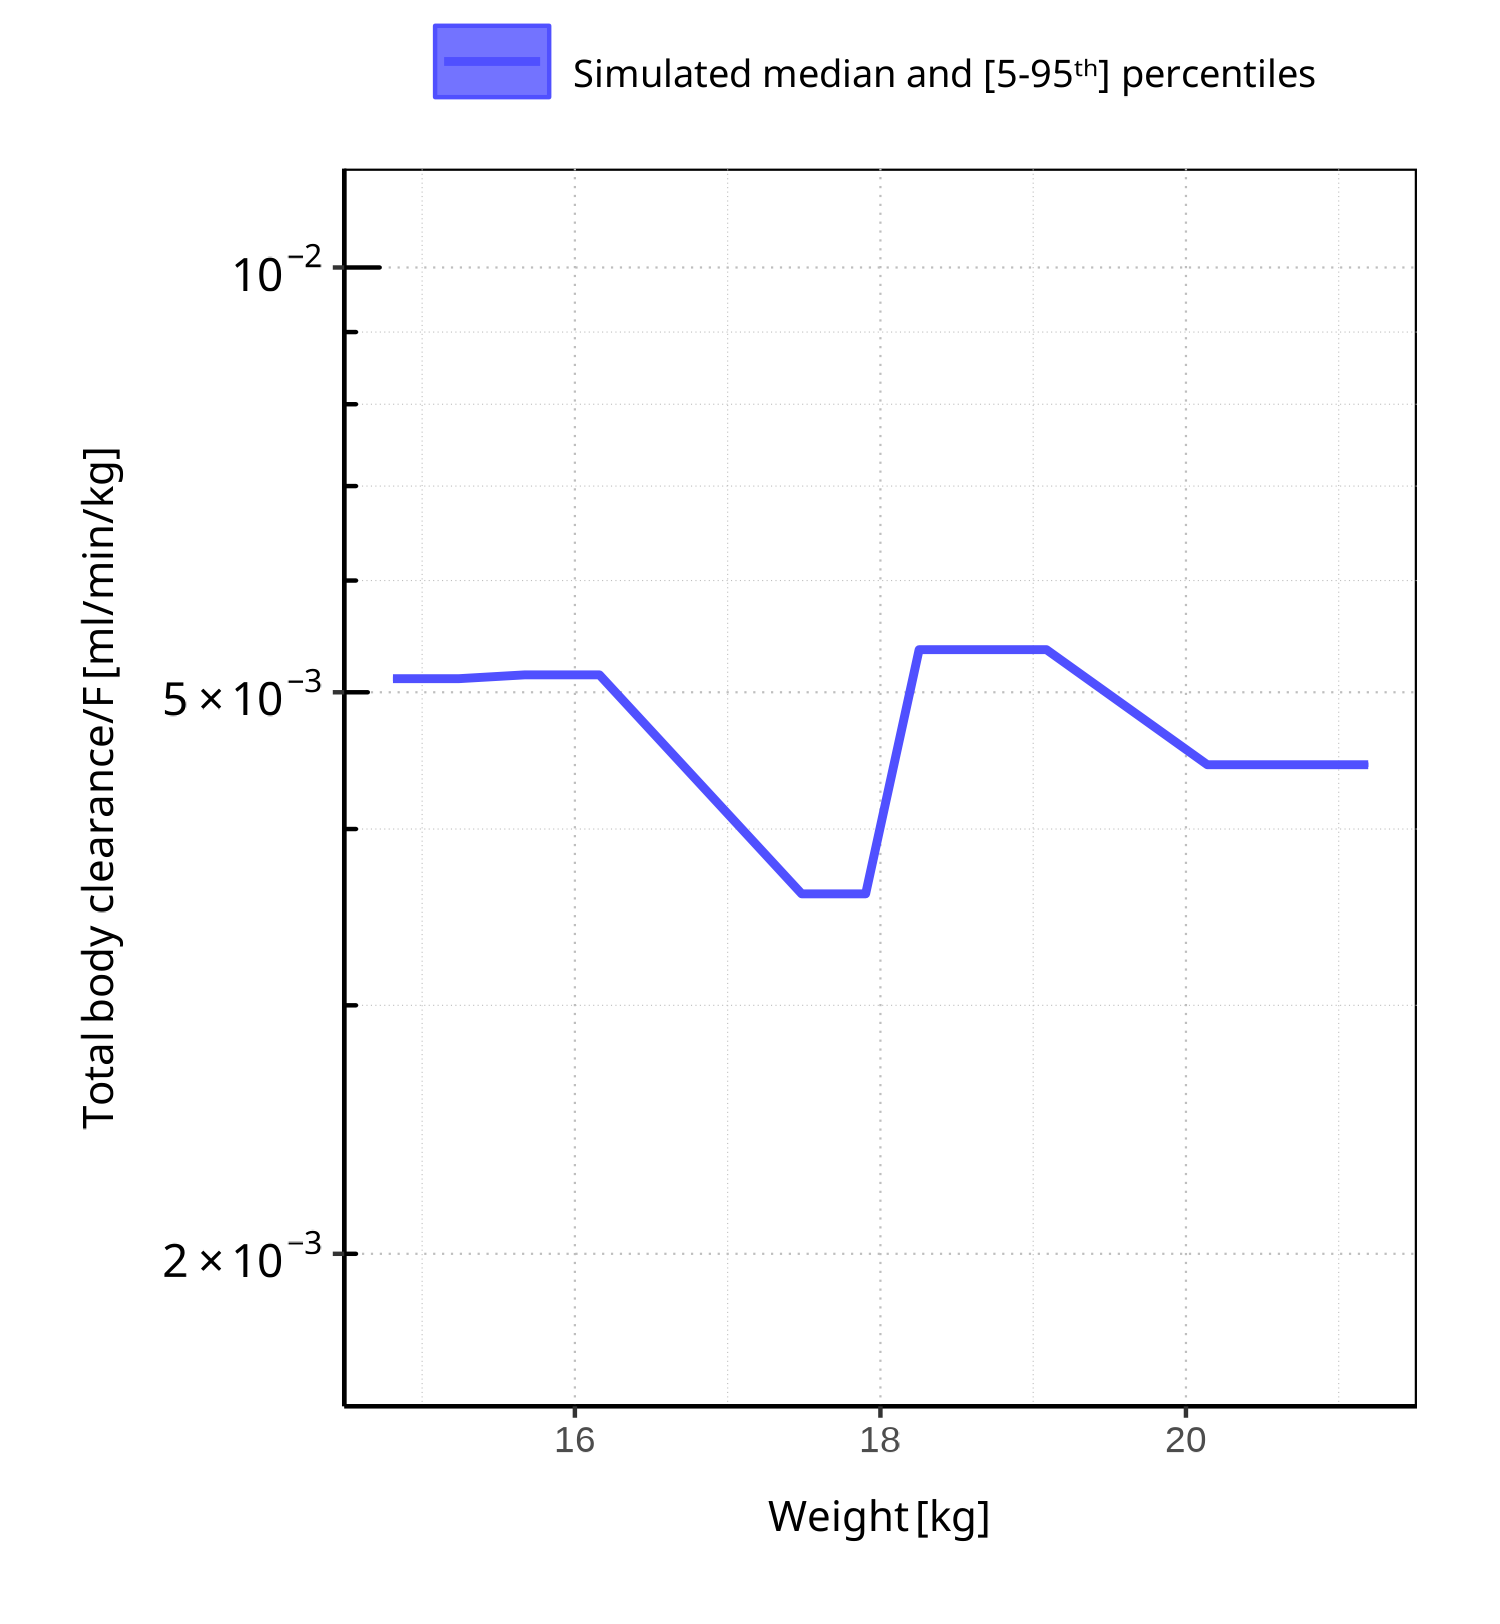 Simulated median and [5-95ᵗʰ] percentiles
10⁻²
5 × 10⁻³
2 × 10⁻³
Total body clearance/F [ml/min/kg]
16 18 20
Weight [kg]